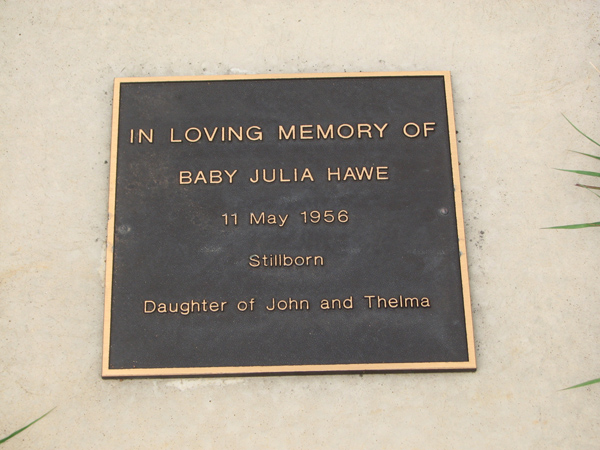 IN LOVING MEMORY OF
BABY JULIA HAWE
11 May 1956
Stillborn
Daughter of John and Thelma